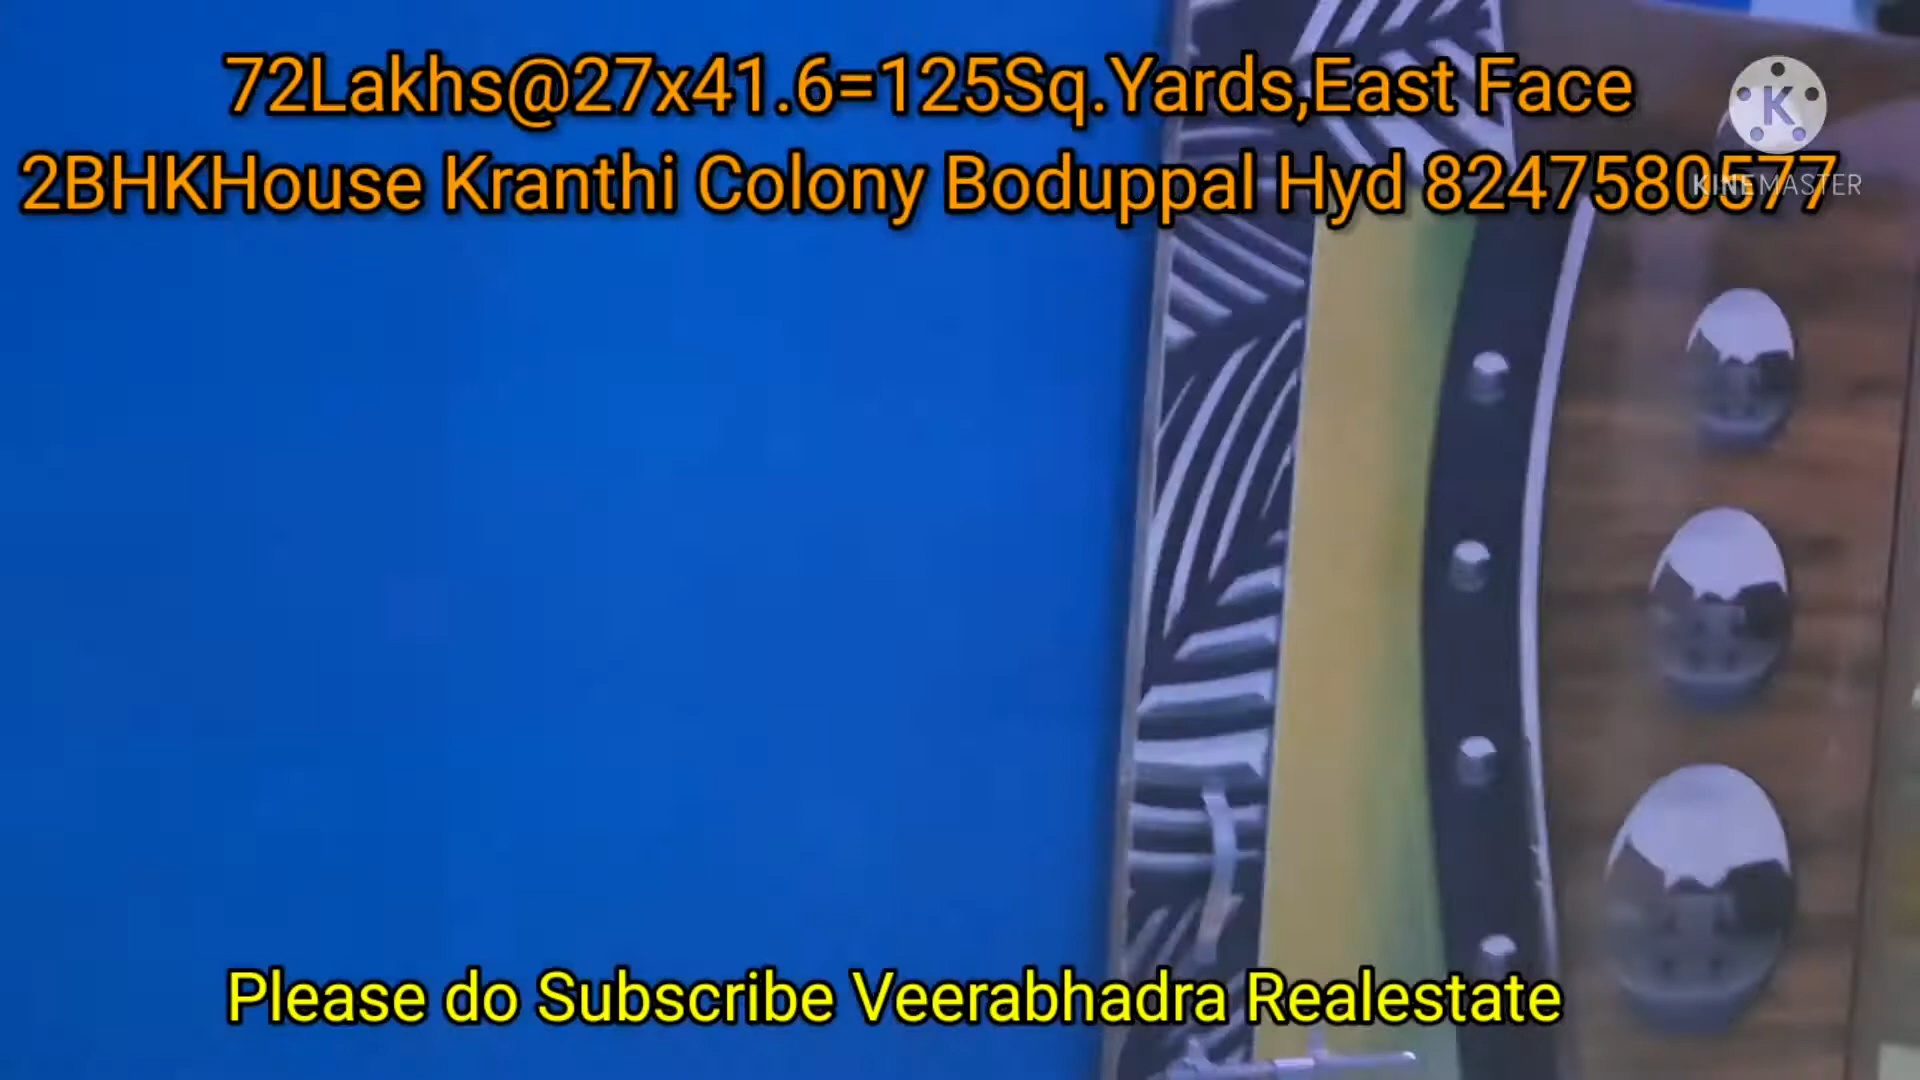 72Lakhs@27x41.6=125Sq.Yards,East Face
2BHKHouse Kranthi Colony Boduppal Hyd 8247580577
K
KINEMASTER
Please do Subscribe Veerabhadra Realestate